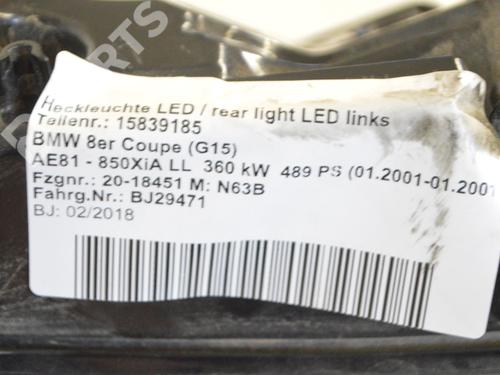 Heckleuchte LED / rear light LED links
Teilenr.: 15839185
BMW 8er Coupe (G15)
AE81 - 850XiA LL 360 kW 489 PS (01.2001-01.2001
Fzgnr.: 20-18451 M: N63B
Fahrg.Nr.: BJ29471
BJ: 02/2018
PARTS